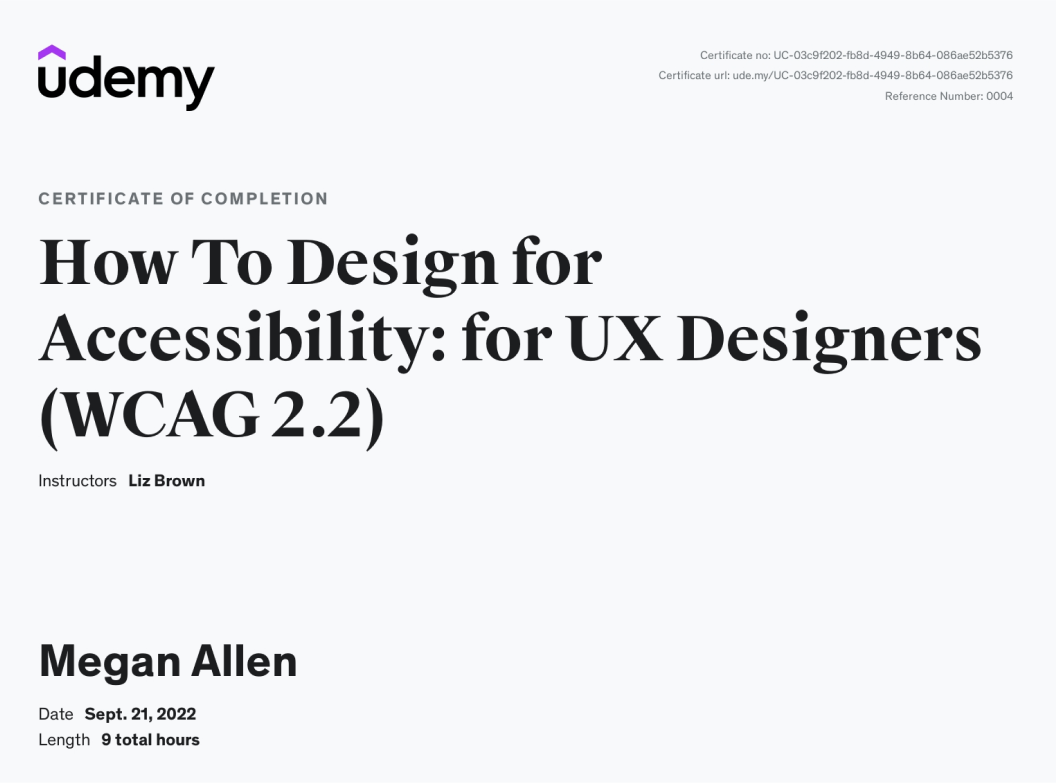 udemy
Certificate no: UC-03c9f202-fb8d-4949-8b64-086ae52b5376
Certificate url: ude.my/UC-03c9f202-fb8d-4949-8b64-086ae52b5376
Reference Number: 0004
CERTIFICATE OF COMPLETION
How To Design for
Accessibility: for UX Designers
(WCAG 2.2)
Instructors Liz Brown
Megan Allen
Date Sept. 21, 2022
Length 9 total hours